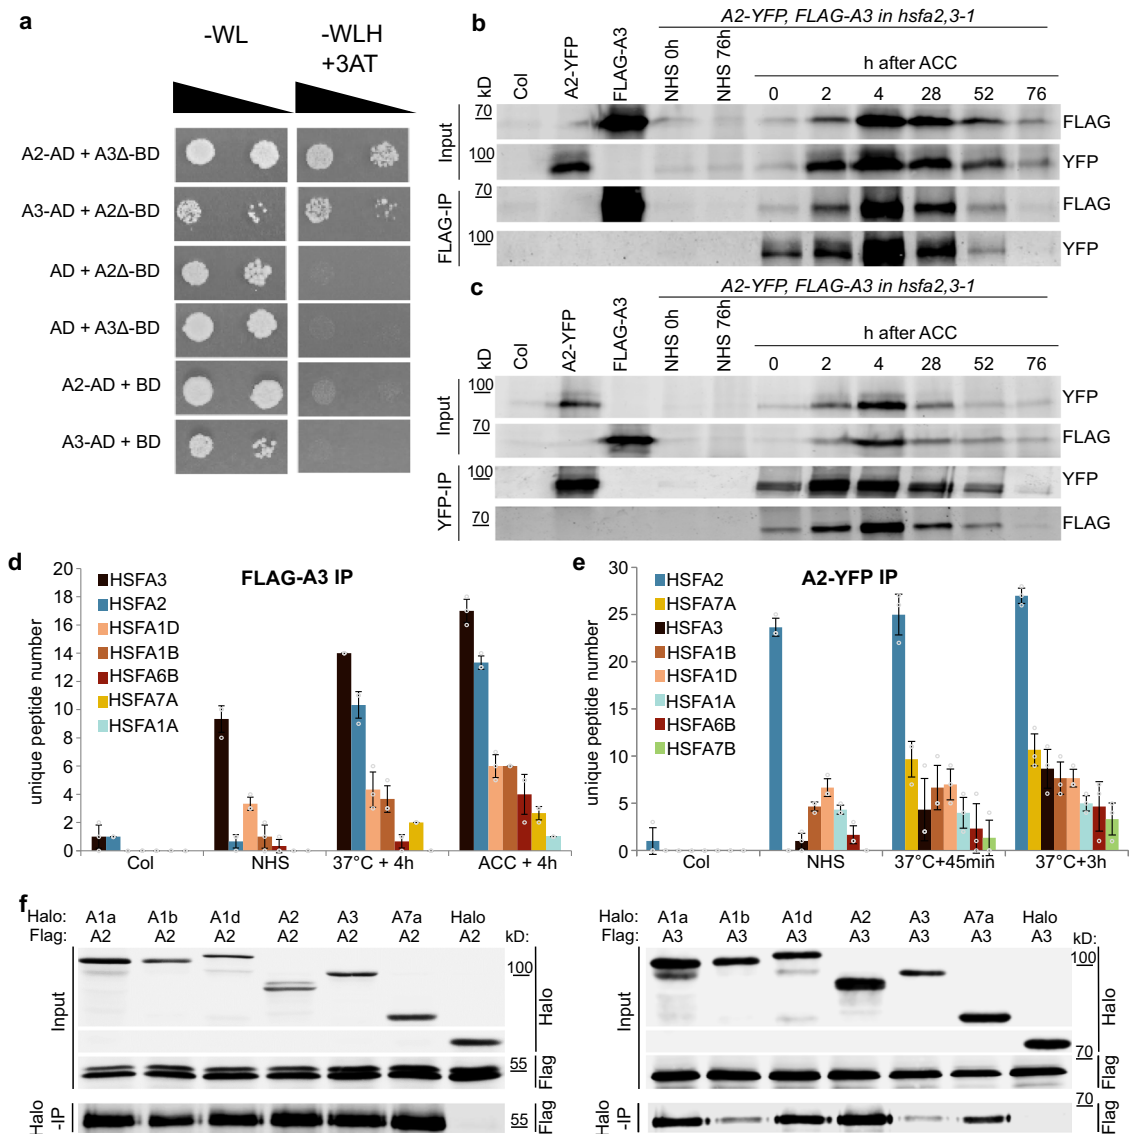 a
-WL
-WLH
+3AT
A2-AD + A3Δ-BD
A3-AD + A2Δ-BD
AD + A2Δ-BD
AD + A3Δ-BD
A2-AD + BD
A3-AD + BD
b
A2-YFP, FLAG-A3 in hsfa2,3-1
kD
Col
A2-YFP
FLAG-A3
NHS 0h
NHS 76h
h after ACC
0 2 4 28 52 76
Input
70
FLAG
100
YFP
FLAG-IP
70
FLAG
100
YFP
c
A2-YFP, FLAG-A3 in hsfa2,3-1
kD
Col
A2-YFP
FLAG-A3
NHS 0h
NHS 76h
h after ACC
0 2 4 28 52 76
Input
100
YFP
70
FLAG
YFP-IP
100
YFP
70
FLAG
d
FLAG-A3 IP
unique peptide number
20
18
16
14
12
10
8
6
4
2
0
HSFA3
HSFA2
HSFA1D
HSFA1B
HSFA6B
HSFA7A
HSFA1A
Col NHS 37°C + 4h ACC + 4h
e
A2-YFP IP
unique peptide number
30
25
20
15
10
5
0
HSFA2
HSFA7A
HSFA3
HSFA1B
HSFA1D
HSFA1A
HSFA6B
HSFA7B
Col NHS 37°C+45min 37°C+3h
f
Halo: A1a A1b A1d A2 A3 A7a Halo
Flag: A2 A2 A2 A2 A2 A2 A2 kD:
Input
100
Halo
55
Flag
Halo
-IP
55
Flag
Halo: A1a A1b A1d A2 A3 A7a Halo
Flag: A3 A3 A3 A3 A3 A3 A3 kD:
Input
100
Halo
70
Flag
Halo
-IP
70
Flag